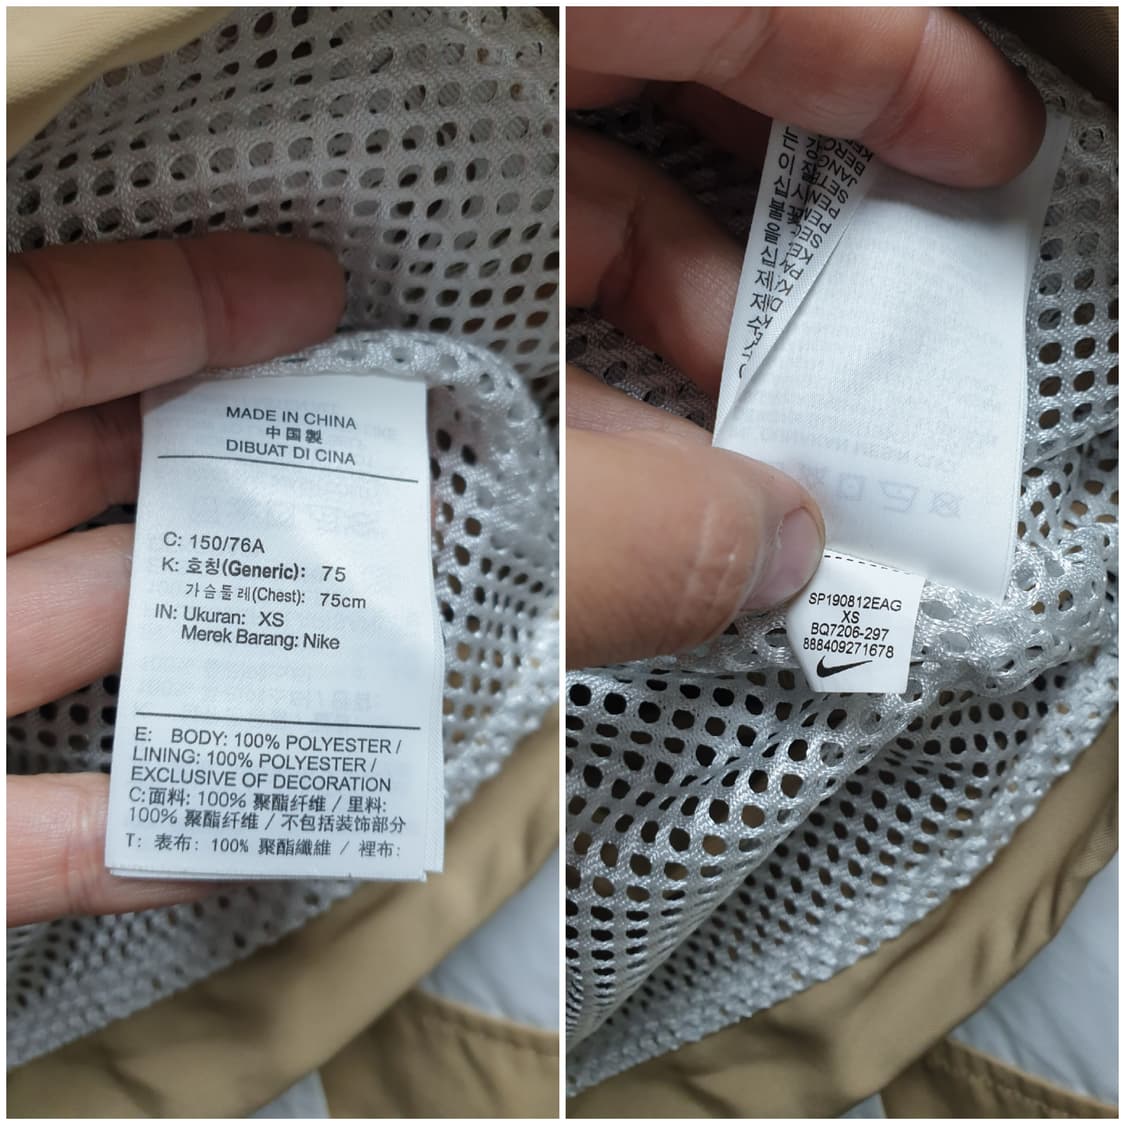 MADE IN CHINA
中国製
DIBUAT DI CINA
C: 150/76A
K: 호칭(Generic): 75
가슴둘레(Chest): 75cm
IN: Ukuran: XS
Merek Barang: Nike
E: BODY: 100% POLYESTER /
LINING: 100% POLYESTER /
EXCLUSIVE OF DECORATION
C:面料: 100% 聚酯纤维 / 里料:
100% 聚酯纤维 / 不包括装饰部分
T: 表布: 100% 聚酯纖維 / 裡布:
SP190812EAG
XS
BQ7206-297
888409271678